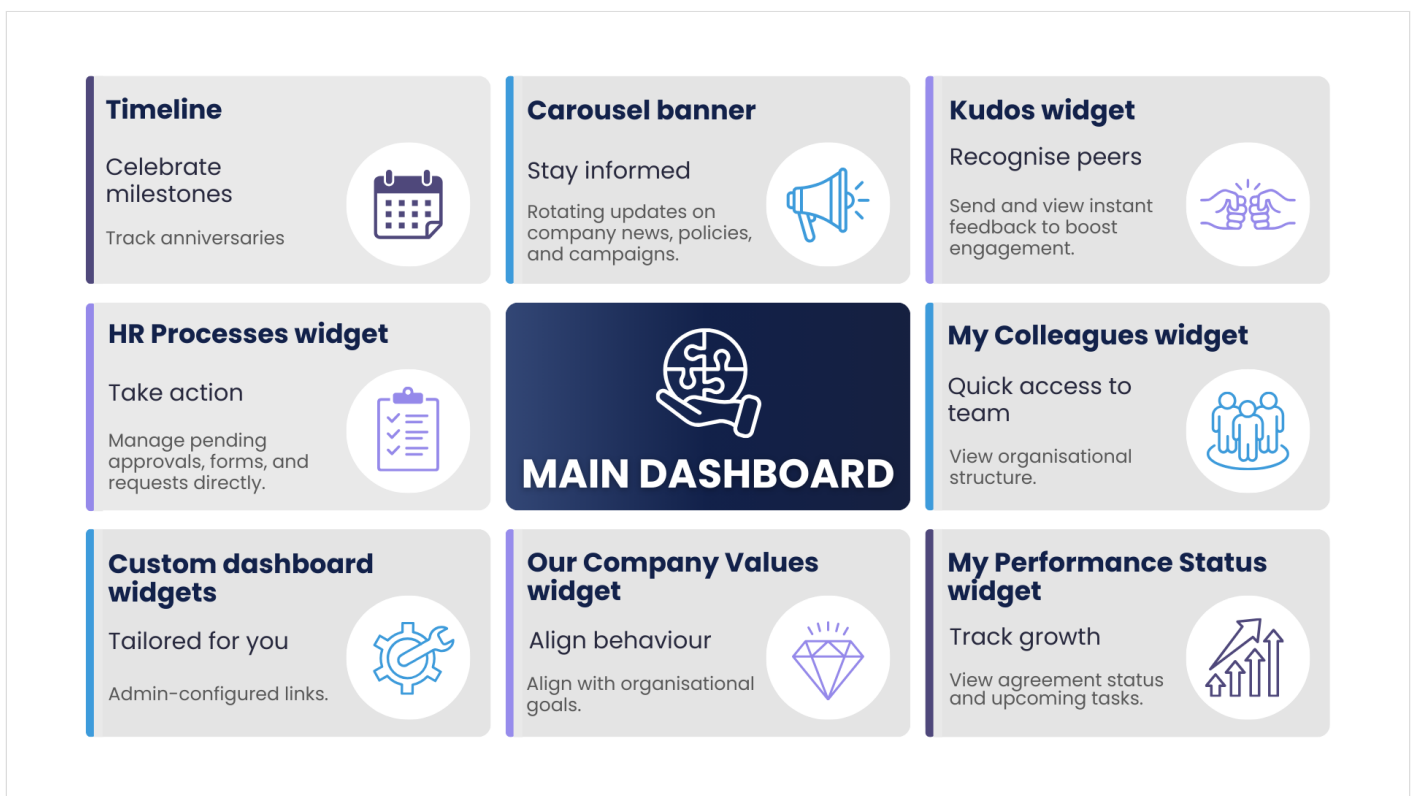 Timeline
Celebrate
milestones
Track anniversaries
Carousel banner
Stay informed
Rotating updates on
company news, policies,
and campaigns.
Kudos widget
Recognise peers
Send and view instant
feedback to boost
engagement.
HR Processes widget
Take action
Manage pending
approvals, forms, and
requests directly.
MAIN DASHBOARD
My Colleagues widget
Quick access to
team
View organisational
structure.
Custom dashboard
widgets
Tailored for you
Admin-configured links.
Our Company Values
widget
Align behaviour
Align with organisational
goals.
My Performance Status
widget
Track growth
View agreement status
and upcoming tasks.